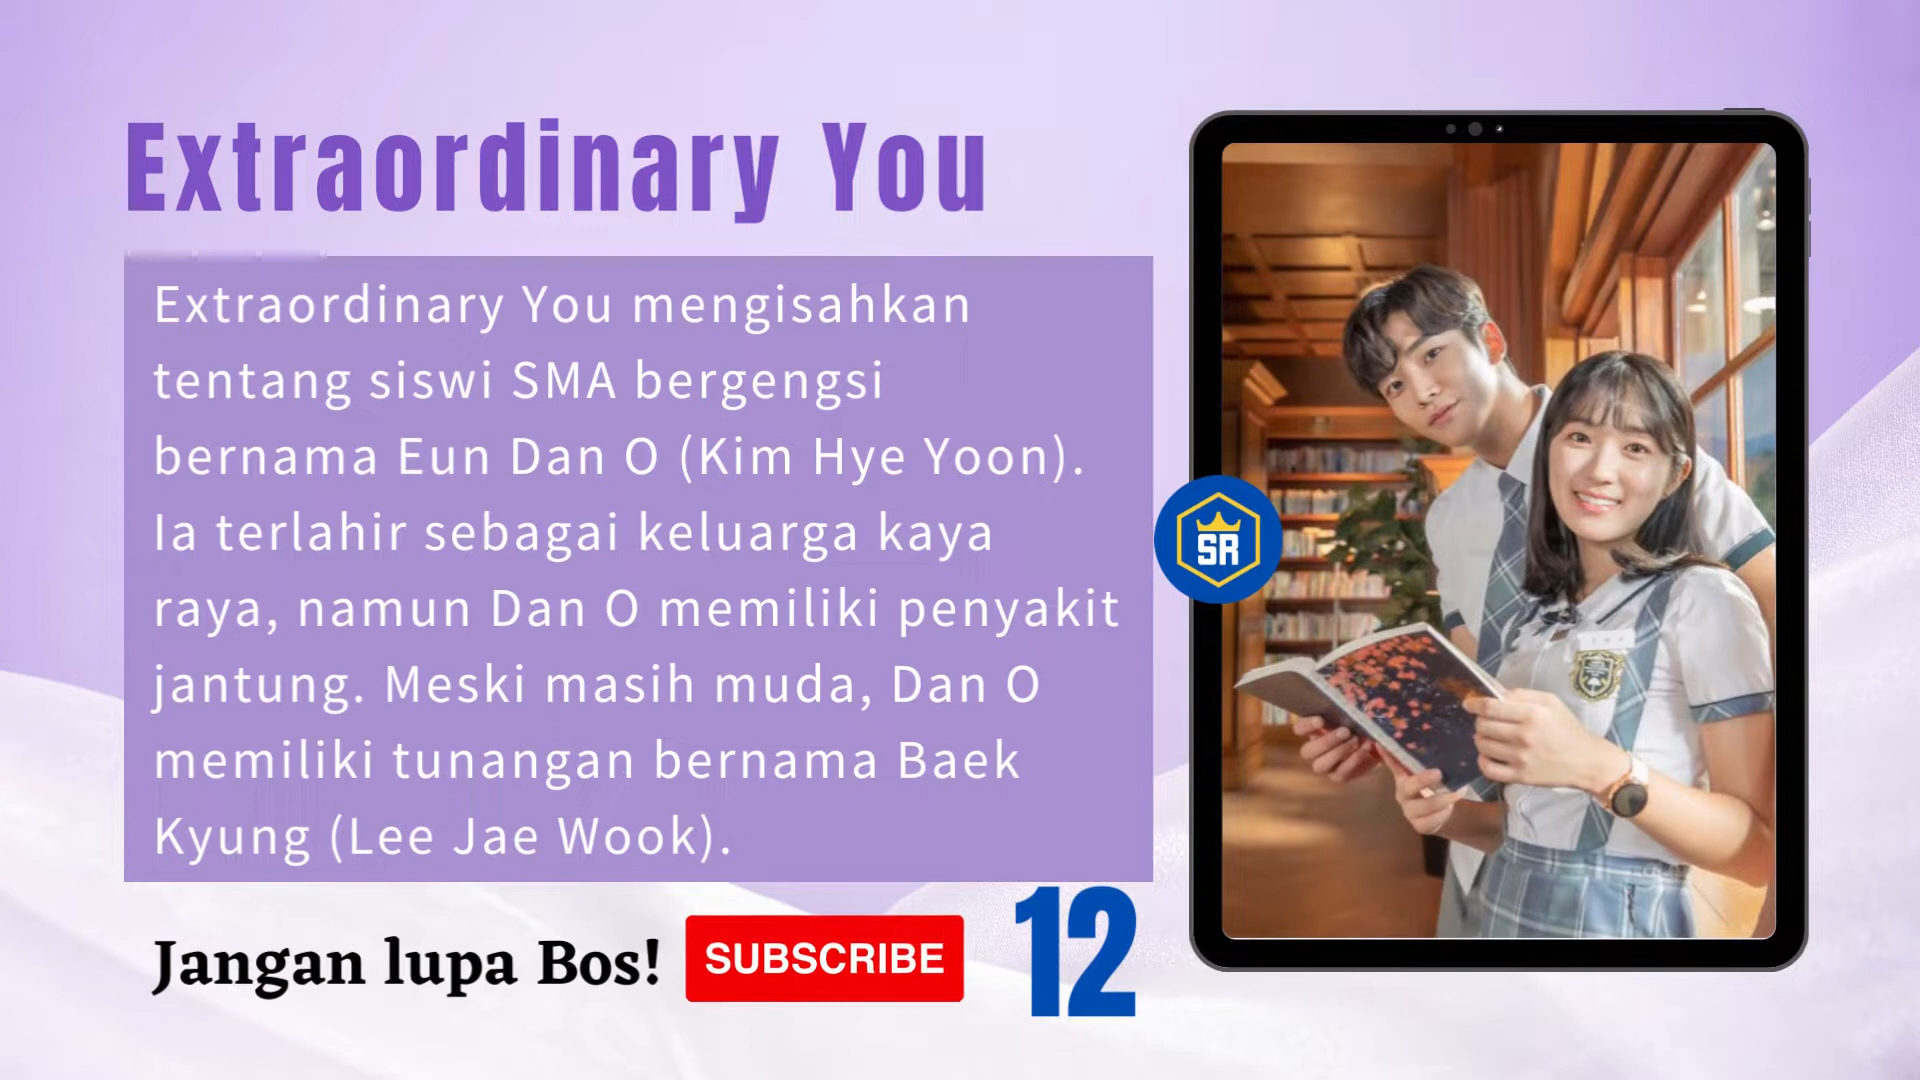 Extraordinary You
Extraordinary You mengisahkan
tentang siswi SMA bergengsi
bernama Eun Dan O (Kim Hye Yoon).
Ia terlahir sebagai keluarga kaya
raya, namun Dan O memiliki penyakit
jantung. Meski masih muda, Dan O
memiliki tunangan bernama Baek
Kyung (Lee Jae Wook).
SR
Jangan lupa Bos!
SUBSCRIBE
12